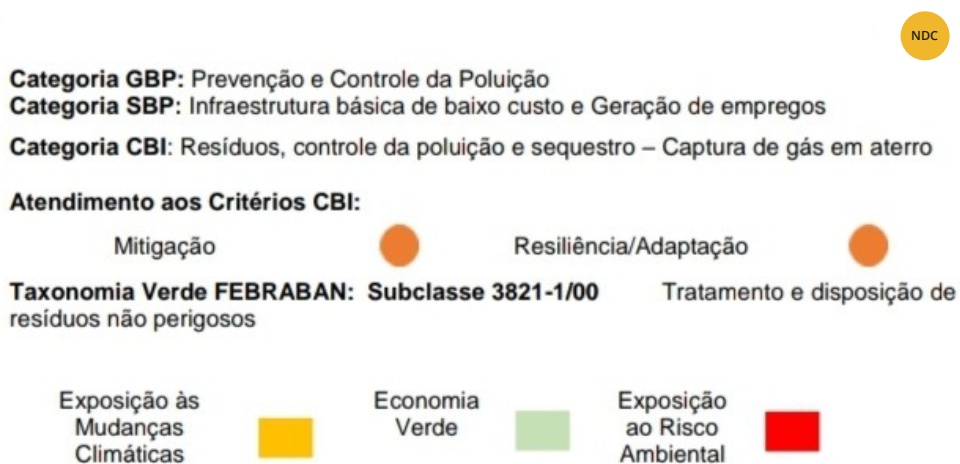 NDC
Categoria GBP: Prevenção e Controle da Poluição
Categoria SBP: Infraestrutura básica de baixo custo e Geração de empregos
Categoria CBI: Resíduos, controle da poluição e sequestro – Captura de gás em aterro
Atendimento aos Critérios CBI:
Mitigação Resiliência/Adaptação
Taxonomia Verde FEBRABAN: Subclasse 3821-1/00 Tratamento e disposição de
resíduos não perigosos
Exposição às
Mudanças
Climáticas
Economia
Verde
Exposição
ao Risco
Ambiental